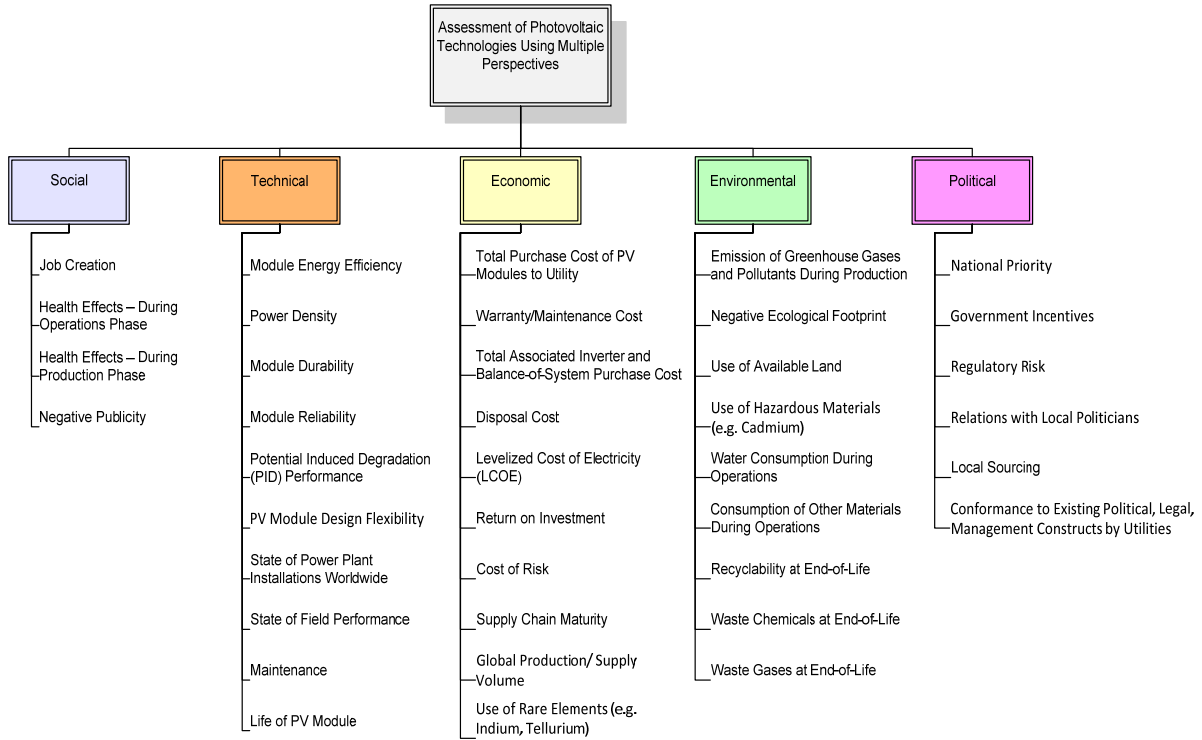 Assessment of Photovoltaic
Technologies Using Multiple
Perspectives
Social
Job Creation
Health Effects – During
Operations Phase
Health Effects – During
Production Phase
Negative Publicity
Technical
Module Energy Efficiency
Power Density
Module Durability
Module Reliability
Potential Induced Degradation
(PID) Performance
PV Module Design Flexibility
State of Power Plant
Installations Worldwide
State of Field Performance
Maintenance
Life of PV Module
Economic
Total Purchase Cost of PV
Modules to Utility
Warranty/Maintenance Cost
Total Associated Inverter and
Balance-of-System Purchase Cost
Disposal Cost
Levelized Cost of Electricity
(LCOE)
Return on Investment
Cost of Risk
Supply Chain Maturity
Global Production/ Supply
Volume
Use of Rare Elements (e.g.
Indium, Tellurium)
Environmental
Emission of Greenhouse Gases
and Pollutants During Production
Negative Ecological Footprint
Use of Available Land
Use of Hazardous Materials
(e.g. Cadmium)
Water Consumption During
Operations
Consumption of Other Materials
During Operations
Recyclability at End-of-Life
Waste Chemicals at End-of-Life
Waste Gases at End-of-Life
Political
National Priority
Government Incentives
Regulatory Risk
Relations with Local Politicians
Local Sourcing
Conformance to Existing Political, Legal,
Management Constructs by Utilities